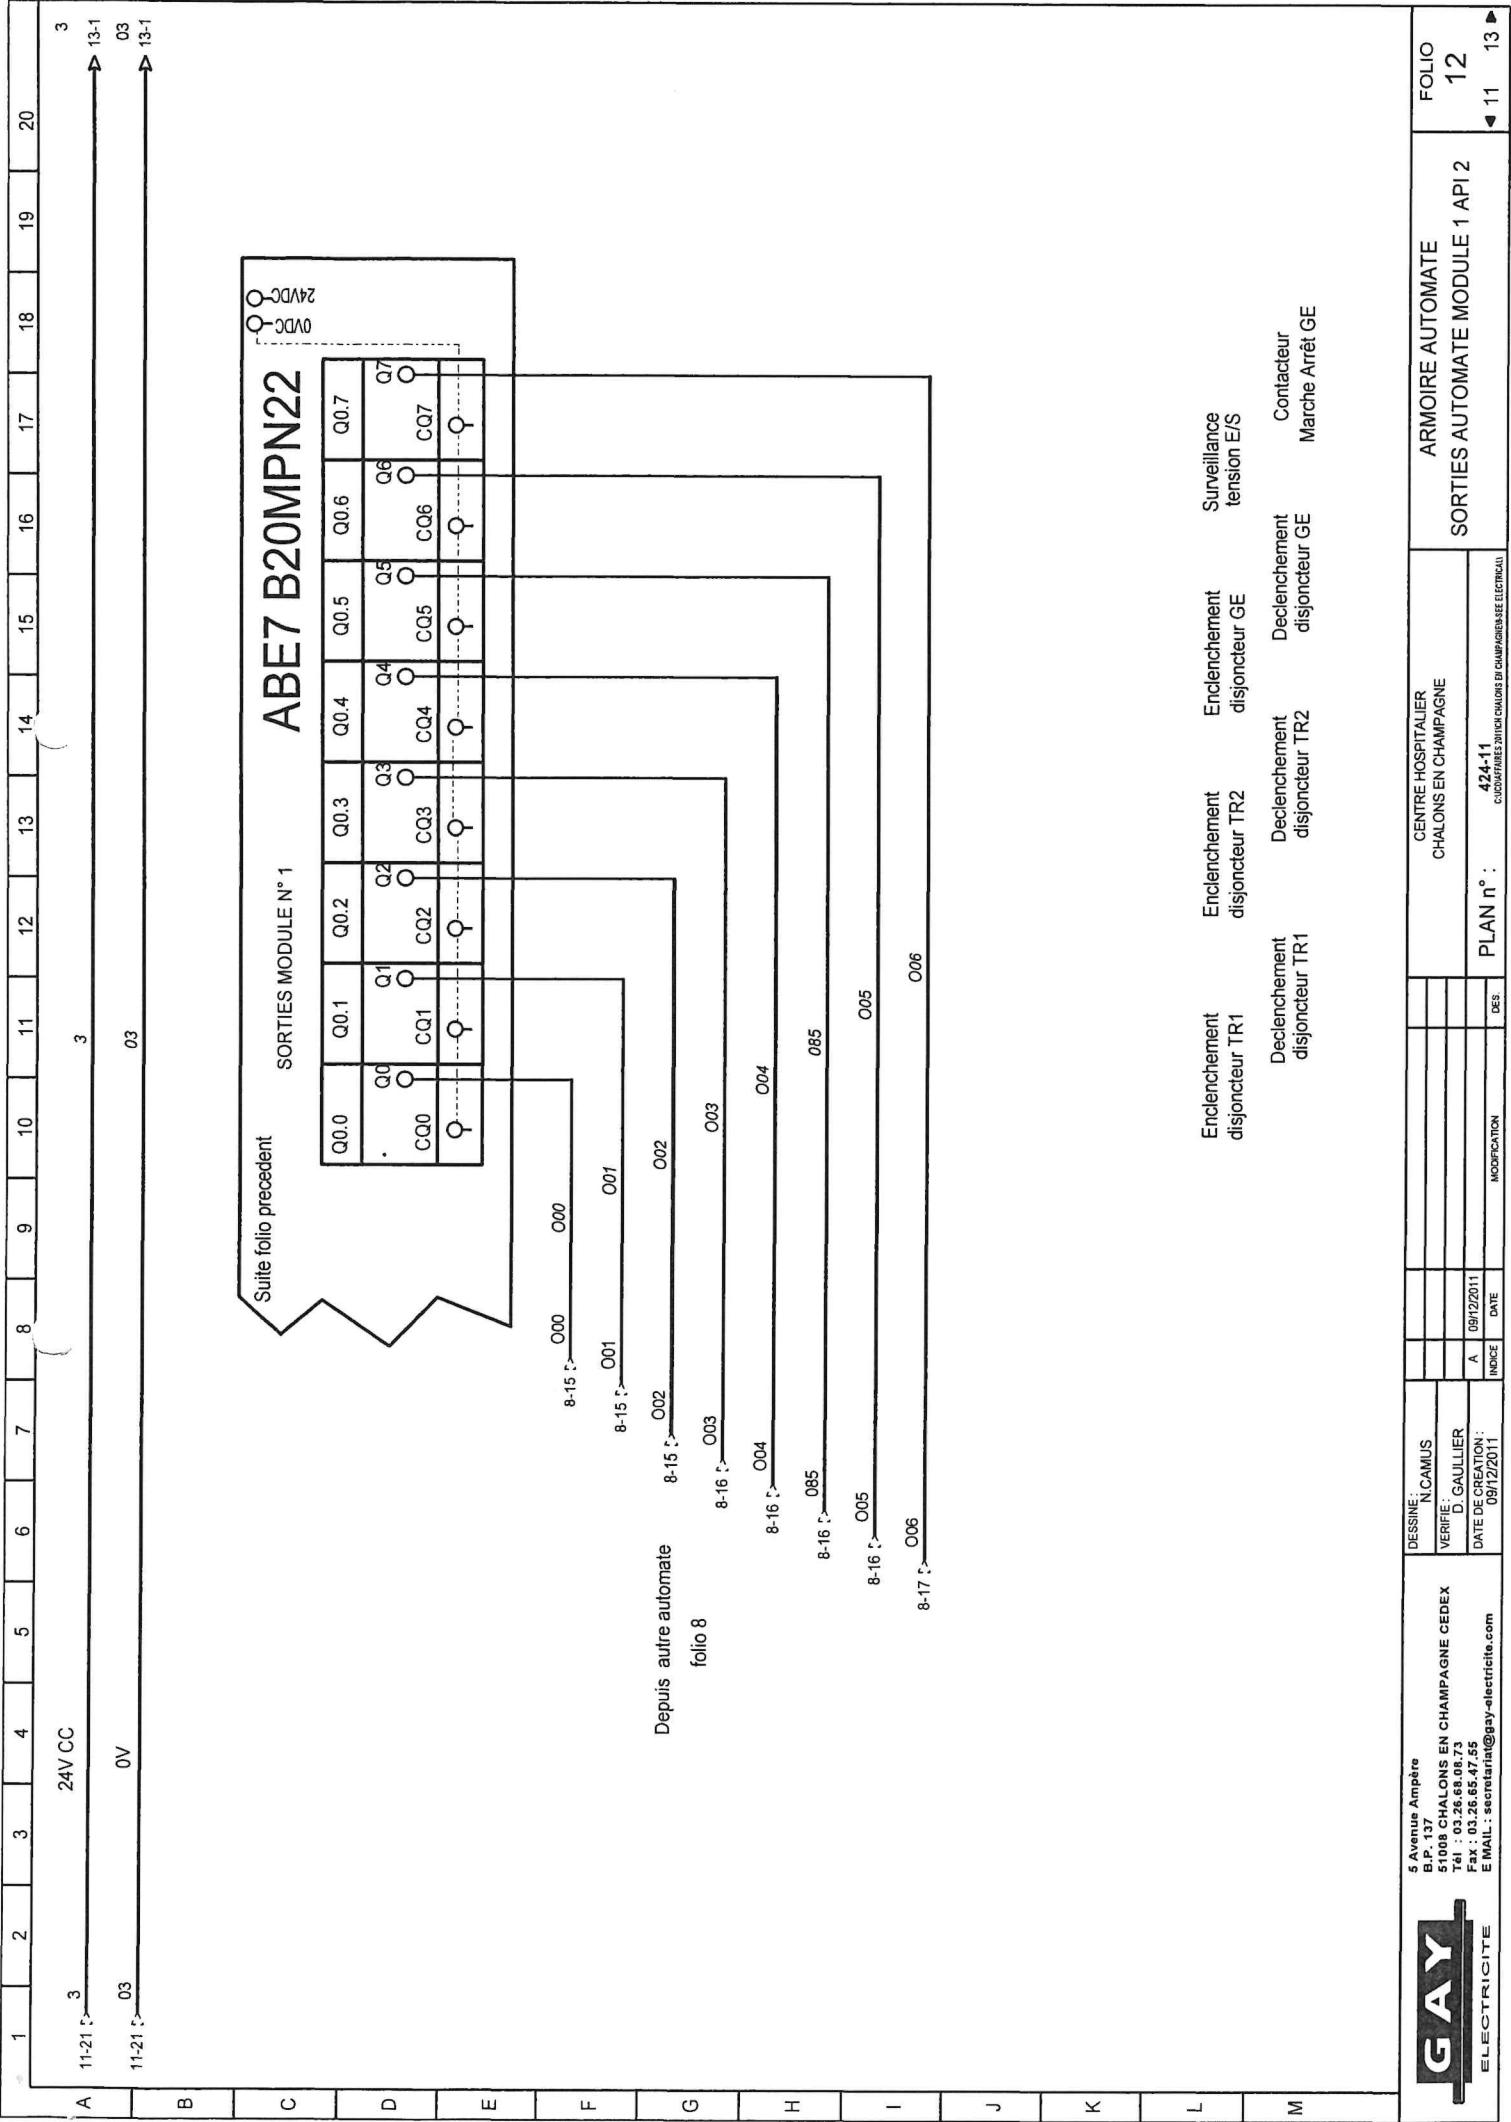 1 2 3 4 5 6 7 8 9 10 11 12 13 14 15 16 17 18 19 20
A
B
C
D
E
F
G
H
I
J
K
L
M
11-21 3 24V CC 3 3 13-1
11-21 03 0V 03 03 13-1
Suite folio precedent
SORTIES MODULE N° 1
ABE7 B20MPN22
0VDC 24VDC
Q0.0 Q0.1 Q0.2 Q0.3 Q0.4 Q0.5 Q0.6 Q0.7
Q0 Q1 Q2 Q3 Q4 Q5 Q6 Q7
CQ0 CQ1 CQ2 CQ3 CQ4 CQ5 CQ6 CQ7
8-15 O00 O00
8-15 O01 O01
8-15 O02 O02
8-16 O03 O03
8-16 O04 O04
8-16 085 085
8-16 O05 O05
8-17 O06 O06
Depuis autre automate
folio 8
Enclenchement
disjoncteur TR1
Declenchement
disjoncteur TR1
Enclenchement
disjoncteur TR2
Declenchement
disjoncteur TR2
Enclenchement
disjoncteur GE
Declenchement
disjoncteur GE
Surveillance
tension E/S
Contacteur
Marche Arrêt GE
GAY
ELECTRICITE
5 Avenue Ampère
B.P. 137
51008 CHALONS EN CHAMPAGNE CEDEX
Tél : 03.26.68.08.73
Fax : 03.26.65.47.55
E MAIL : secretariat@gay-electricite.com
DESSINE :
N.CAMUS
VERIFIE :
D. GAULLIER
DATE DE CREATION :
09/12/2011
A 09/12/2011
INDICE DATE MODIFICATION DES.
CENTRE HOSPITALIER
CHALONS EN CHAMPAGNE
PLAN n° : 424-11
ARMOIRE AUTOMATE
SORTIES AUTOMATE MODULE 1 API 2
FOLIO
12
11 13